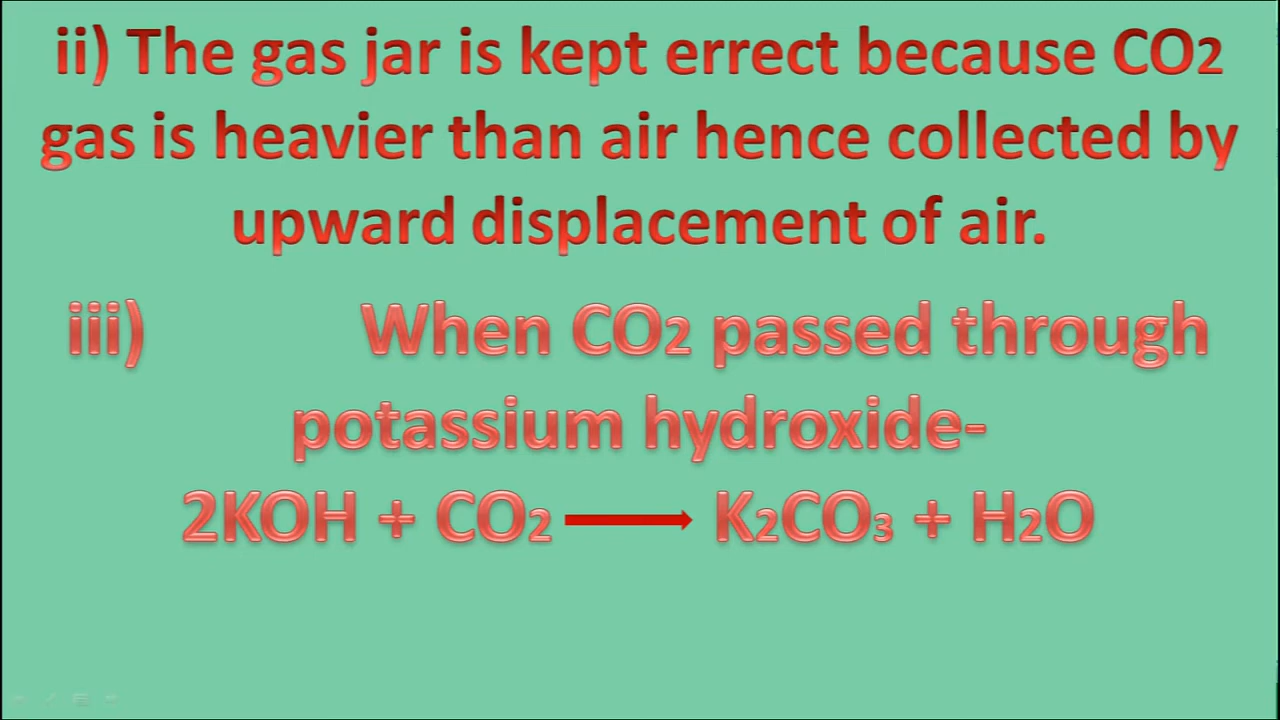 ii) The gas jar is kept errect because CO2
gas is heavier than air hence collected by
upward displacement of air.
iii) When CO2 passed through
potassium hydroxide-
2KOH + CO2 ⟶ K2CO3 + H2O